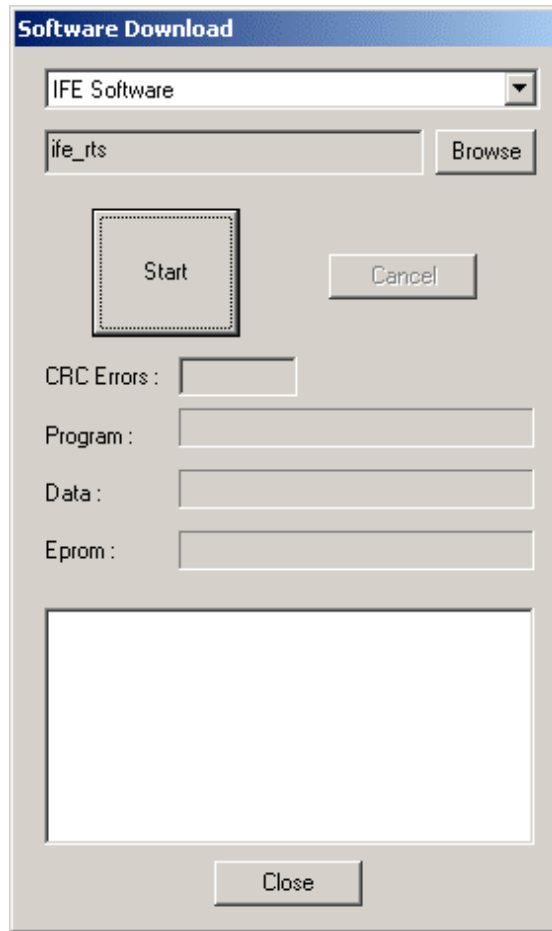 Software Download
IFE Software
ife_rts
Browse
Start
Cancel
CRC Errors :
Program :
Data :
Eprom :
Close